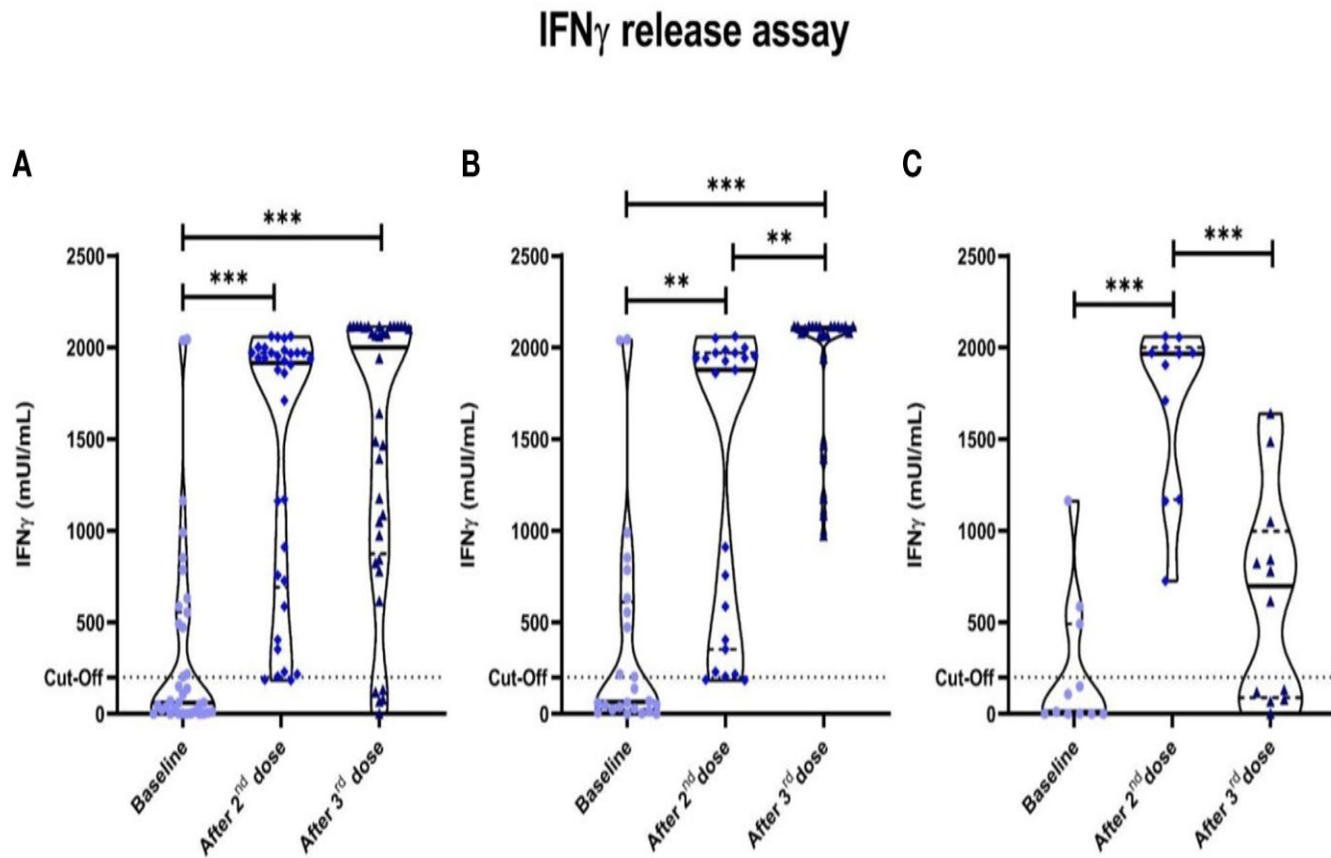 IFNγ release assay
A
B
C
***
***
2500
2000
1500
1000
500
Cut-Off
0
IFNγ (mUI/mL)
Baseline
After 2nd dose
After 3rd dose
***
**
**
2500
2000
1500
1000
500
Cut-Off
0
IFNγ (mUI/mL)
Baseline
After 2nd dose
After 3rd dose
***
***
2500
2000
1500
1000
500
Cut-Off
0
IFNγ (mUI/mL)
Baseline
After 2nd dose
After 3rd dose